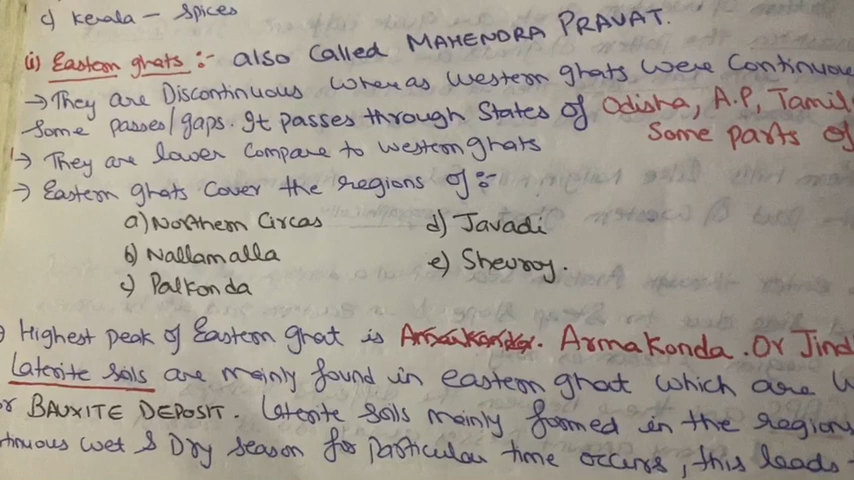 c) Kerala - Spices
ii) Eastern ghats :- also called MAHENDRA PRAVAT.
→ They are Discontinuous whereas western ghats were Continuou
Some passes/gaps. It passes through States of Odisha, A.P, Tamil
Some parts of
→ They are lower compare to western ghats
→ Eastern ghats cover the regions of :-
a) Northern Circas
d) Javadi
b) Nallamalla
e) Shevroy.
c) Palkonda
Highest peak of Eastern ghat is Armakonda. Or Jind
Laterite soils are mainly found in eastern ghat which are
or BAUXITE DEPOSIT. Laterite soils mainly formed in the regions
tinuous wet & Dry season for particular time occurs, this leads